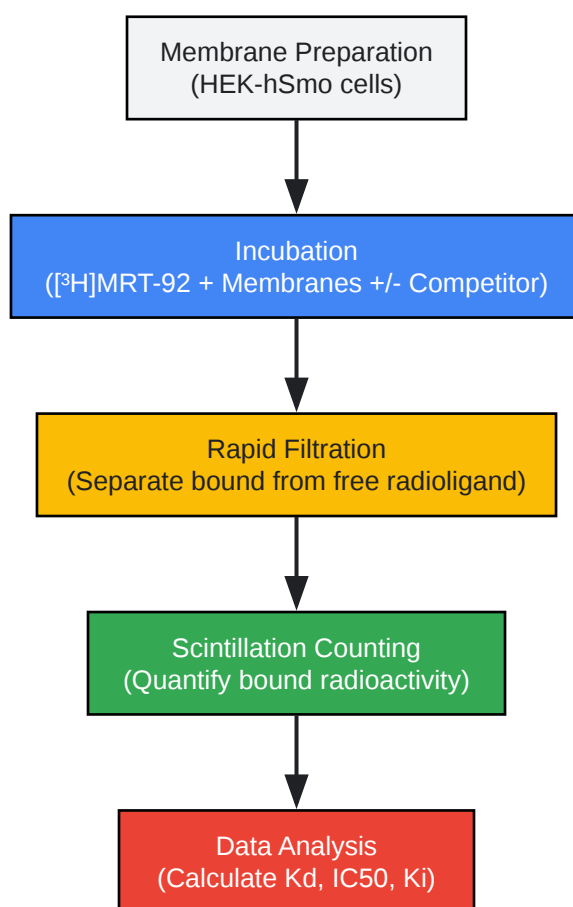 Membrane Preparation
(HEK-hSmo cells)
Incubation
([³H]MRT-92 + Membranes +/- Competitor)
Rapid Filtration
(Separate bound from free radioligand)
Scintillation Counting
(Quantify bound radioactivity)
Data Analysis
(Calculate Kd, IC50, Ki)